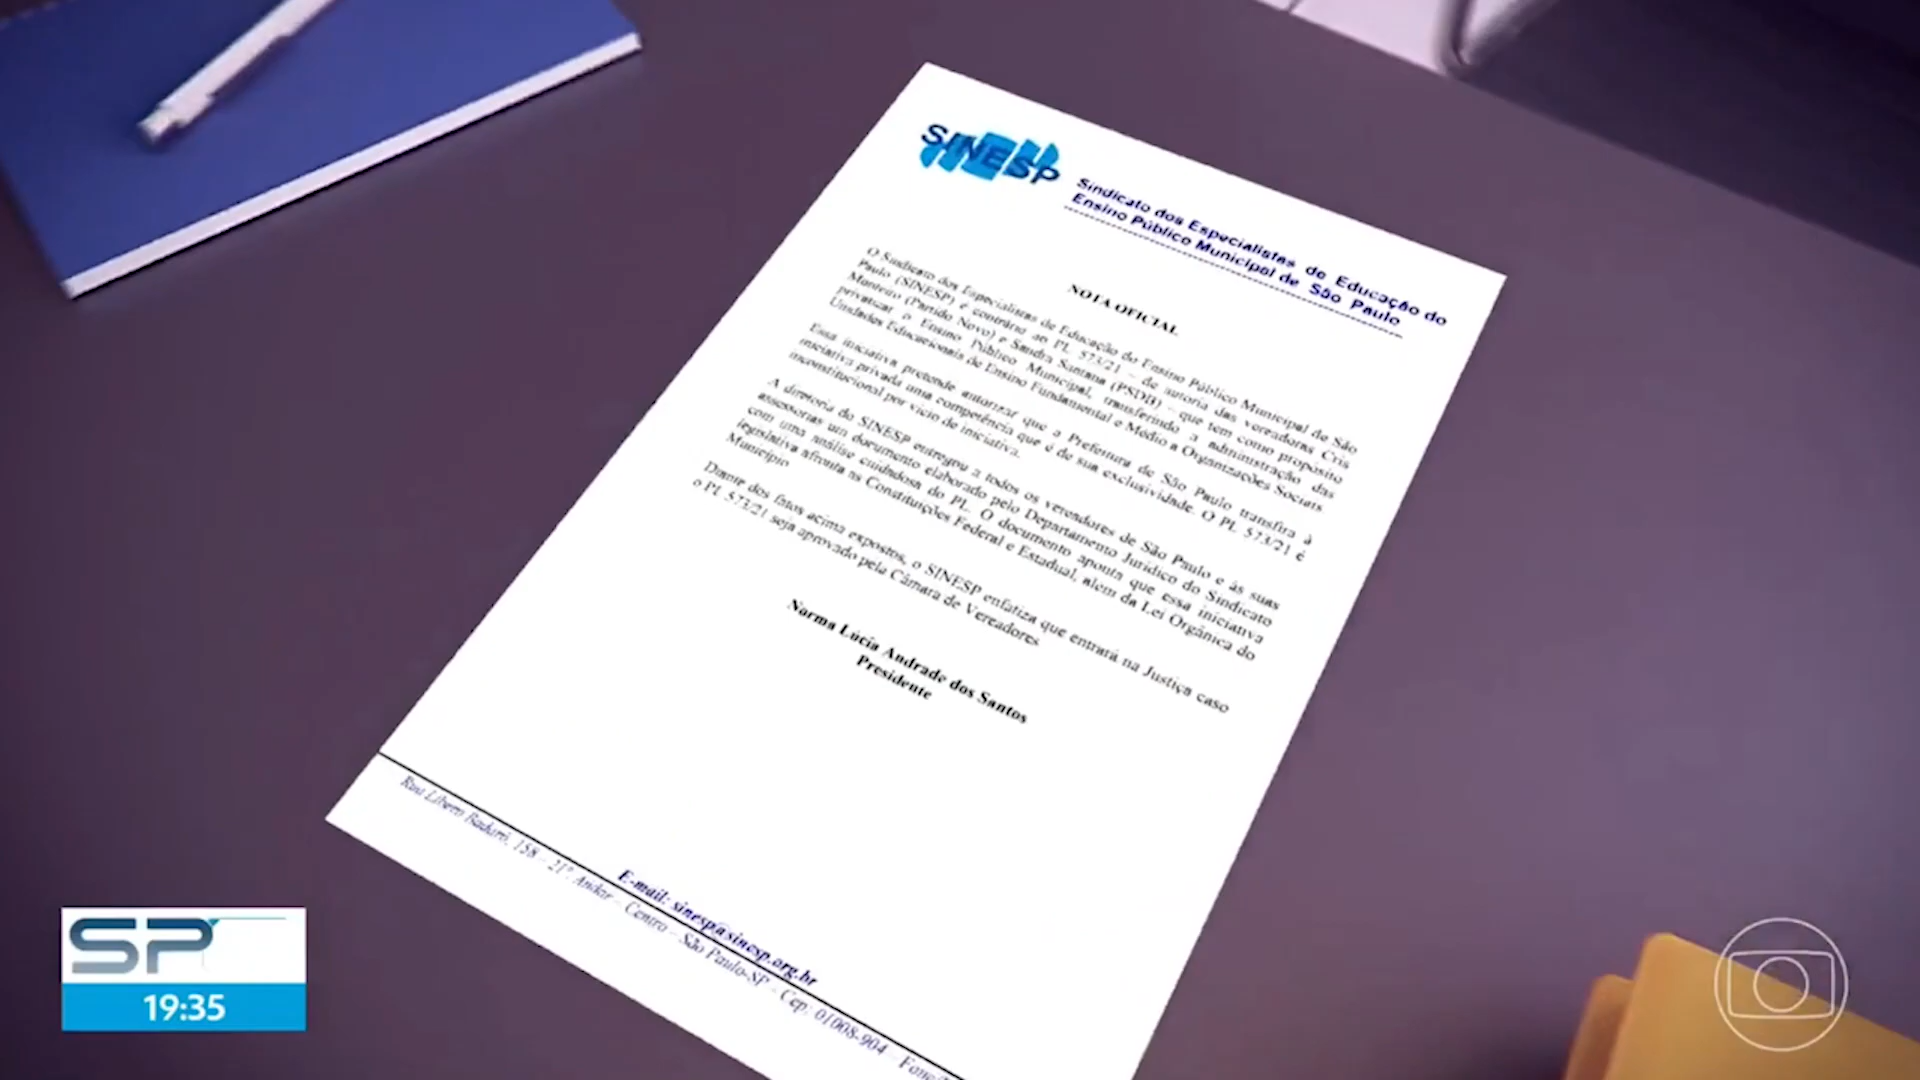 SINESP
Sindicato dos Especialistas de Educação do
Ensino Público Municipal de São Paulo
NOTA OFICIAL
O Sindicato dos Especialistas de Educação do Ensino Público Municipal de São
Paulo (SINESP) é contrário ao PL 573/21 – de autoria das vereadoras Cris
Monteiro (Partido Novo) e Sandra Santana (PSDB) – que tem como propósito
privatizar o Ensino Público Municipal, transferindo a administração das
Unidades Educacionais de Ensino Fundamental e Médio a Organizações Sociais
Essa iniciativa pretende autorizar que a Prefeitura de São Paulo transfira à
iniciativa privada uma competência que é de sua exclusividade. O PL 573/21 é
inconstitucional por vício de iniciativa.
A diretoria do SINESP entregou a todos os vereadores de São Paulo e às suas
assessorias um documento elaborado pelo Departamento Jurídico do Sindicato
com uma análise cuidadosa do PL. O documento aponta que essa iniciativa
legislativa afronta as Constituições Federal e Estadual, além da Lei Orgânica do
Município
Diante dos fatos acima expostos, o SINESP enfatiza que entrará na Justiça caso
o PL 573/21 seja aprovado pela Câmara de Vereadores
Norma Lúcia Andrade dos Santos
Presidente
E-mail: sinesp@sinesp.org.br
Rua Líbero Badaró, 158 – 21º. Andar – Centro – São Paulo-SP - Cep. 01008-904 – Fone
SP
19:35